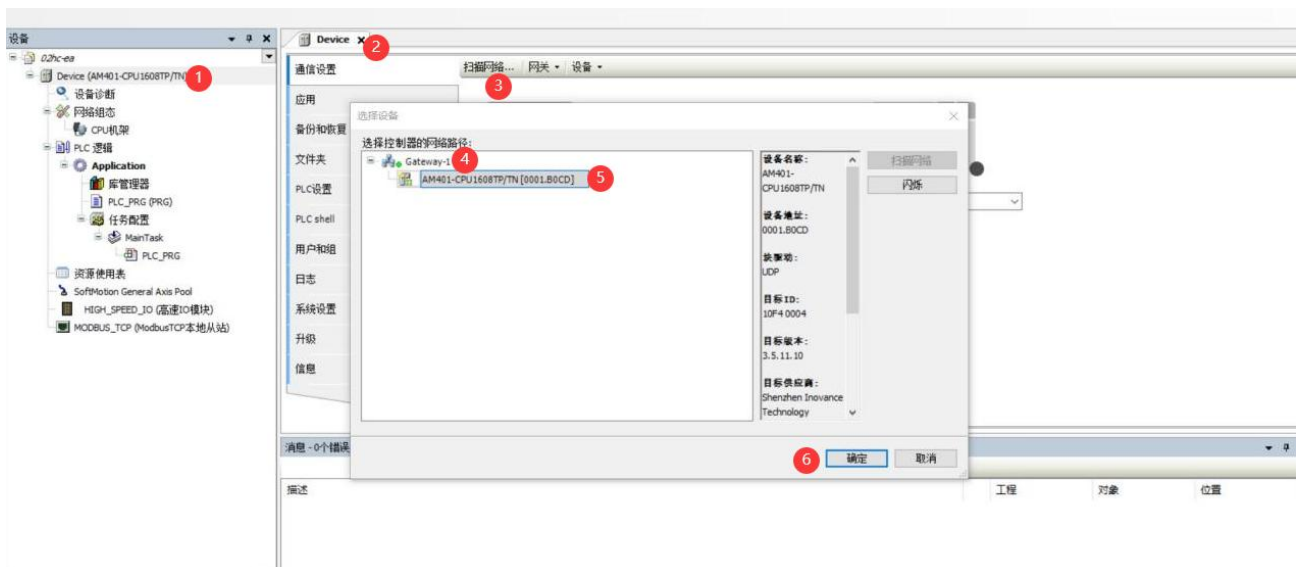 设备
02hc-ea
Device (AM401-CPU1608TP/TN)
1
设备诊断
网络组态
CPU机架
PLC 逻辑
Application
库管理器
PLC_PRG (PRG)
任务配置
MainTask
PLC_PRG
资源使用表
SoftMotion General Axis Pool
HIGH_SPEED_IO (高速IO模块)
MODBUS_TCP (ModbusTCP本地从站)
Device
2
通信设置
应用
备份和恢复
文件夹
PLC设置
PLC shell
用户和组
日志
系统设置
升级
信息
扫描网络... 网关 设备
3
选择设备
选择控制器的网络路径:
Gateway-1
4
AM401-CPU1608TP/TN [0001.B0CD]
5
设备名称:
AM401-
CPU1608TP/TN
设备地址:
0001.B0CD
块驱动:
UDP
目标ID:
10F4 0004
目标版本:
3.5.11.10
目标供应商:
Shenzhen Inovance
Technology
扫描网络
闪烁
6
确定 取消
消息 - 0个错误
描述 工程 对象 位置